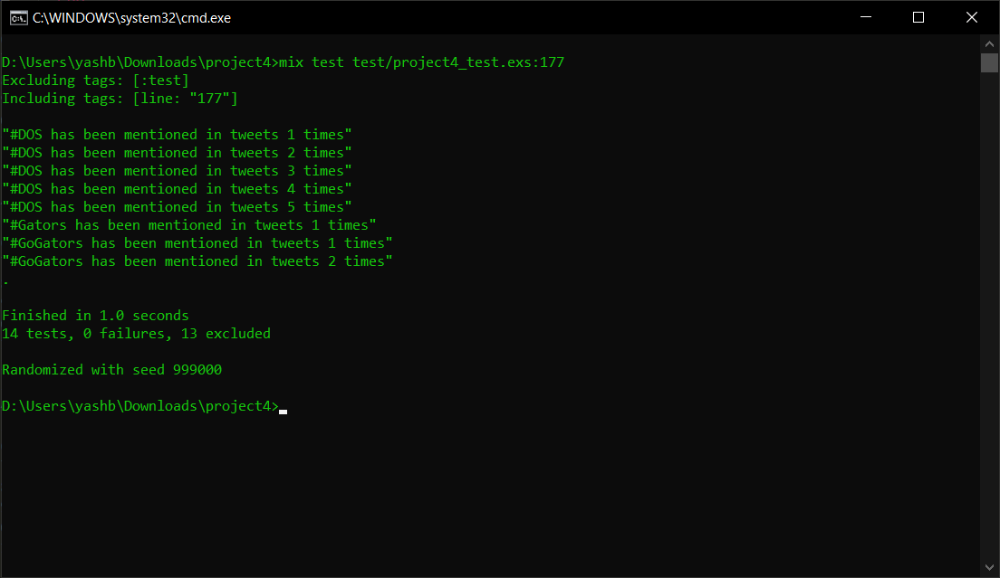 C:\WINDOWS\system32\cmd.exe
D:\Users\yashb\Downloads\project4>mix test test/project4_test.exs:177
Excluding tags: [:test]
Including tags: [line: "177"]
"#DOS has been mentioned in tweets 1 times"
"#DOS has been mentioned in tweets 2 times"
"#DOS has been mentioned in tweets 3 times"
"#DOS has been mentioned in tweets 4 times"
"#DOS has been mentioned in tweets 5 times"
"#Gators has been mentioned in tweets 1 times"
"#GoGators has been mentioned in tweets 1 times"
"#GoGators has been mentioned in tweets 2 times"
.
Finished in 1.0 seconds
14 tests, 0 failures, 13 excluded
Randomized with seed 999000
D:\Users\yashb\Downloads\project4>